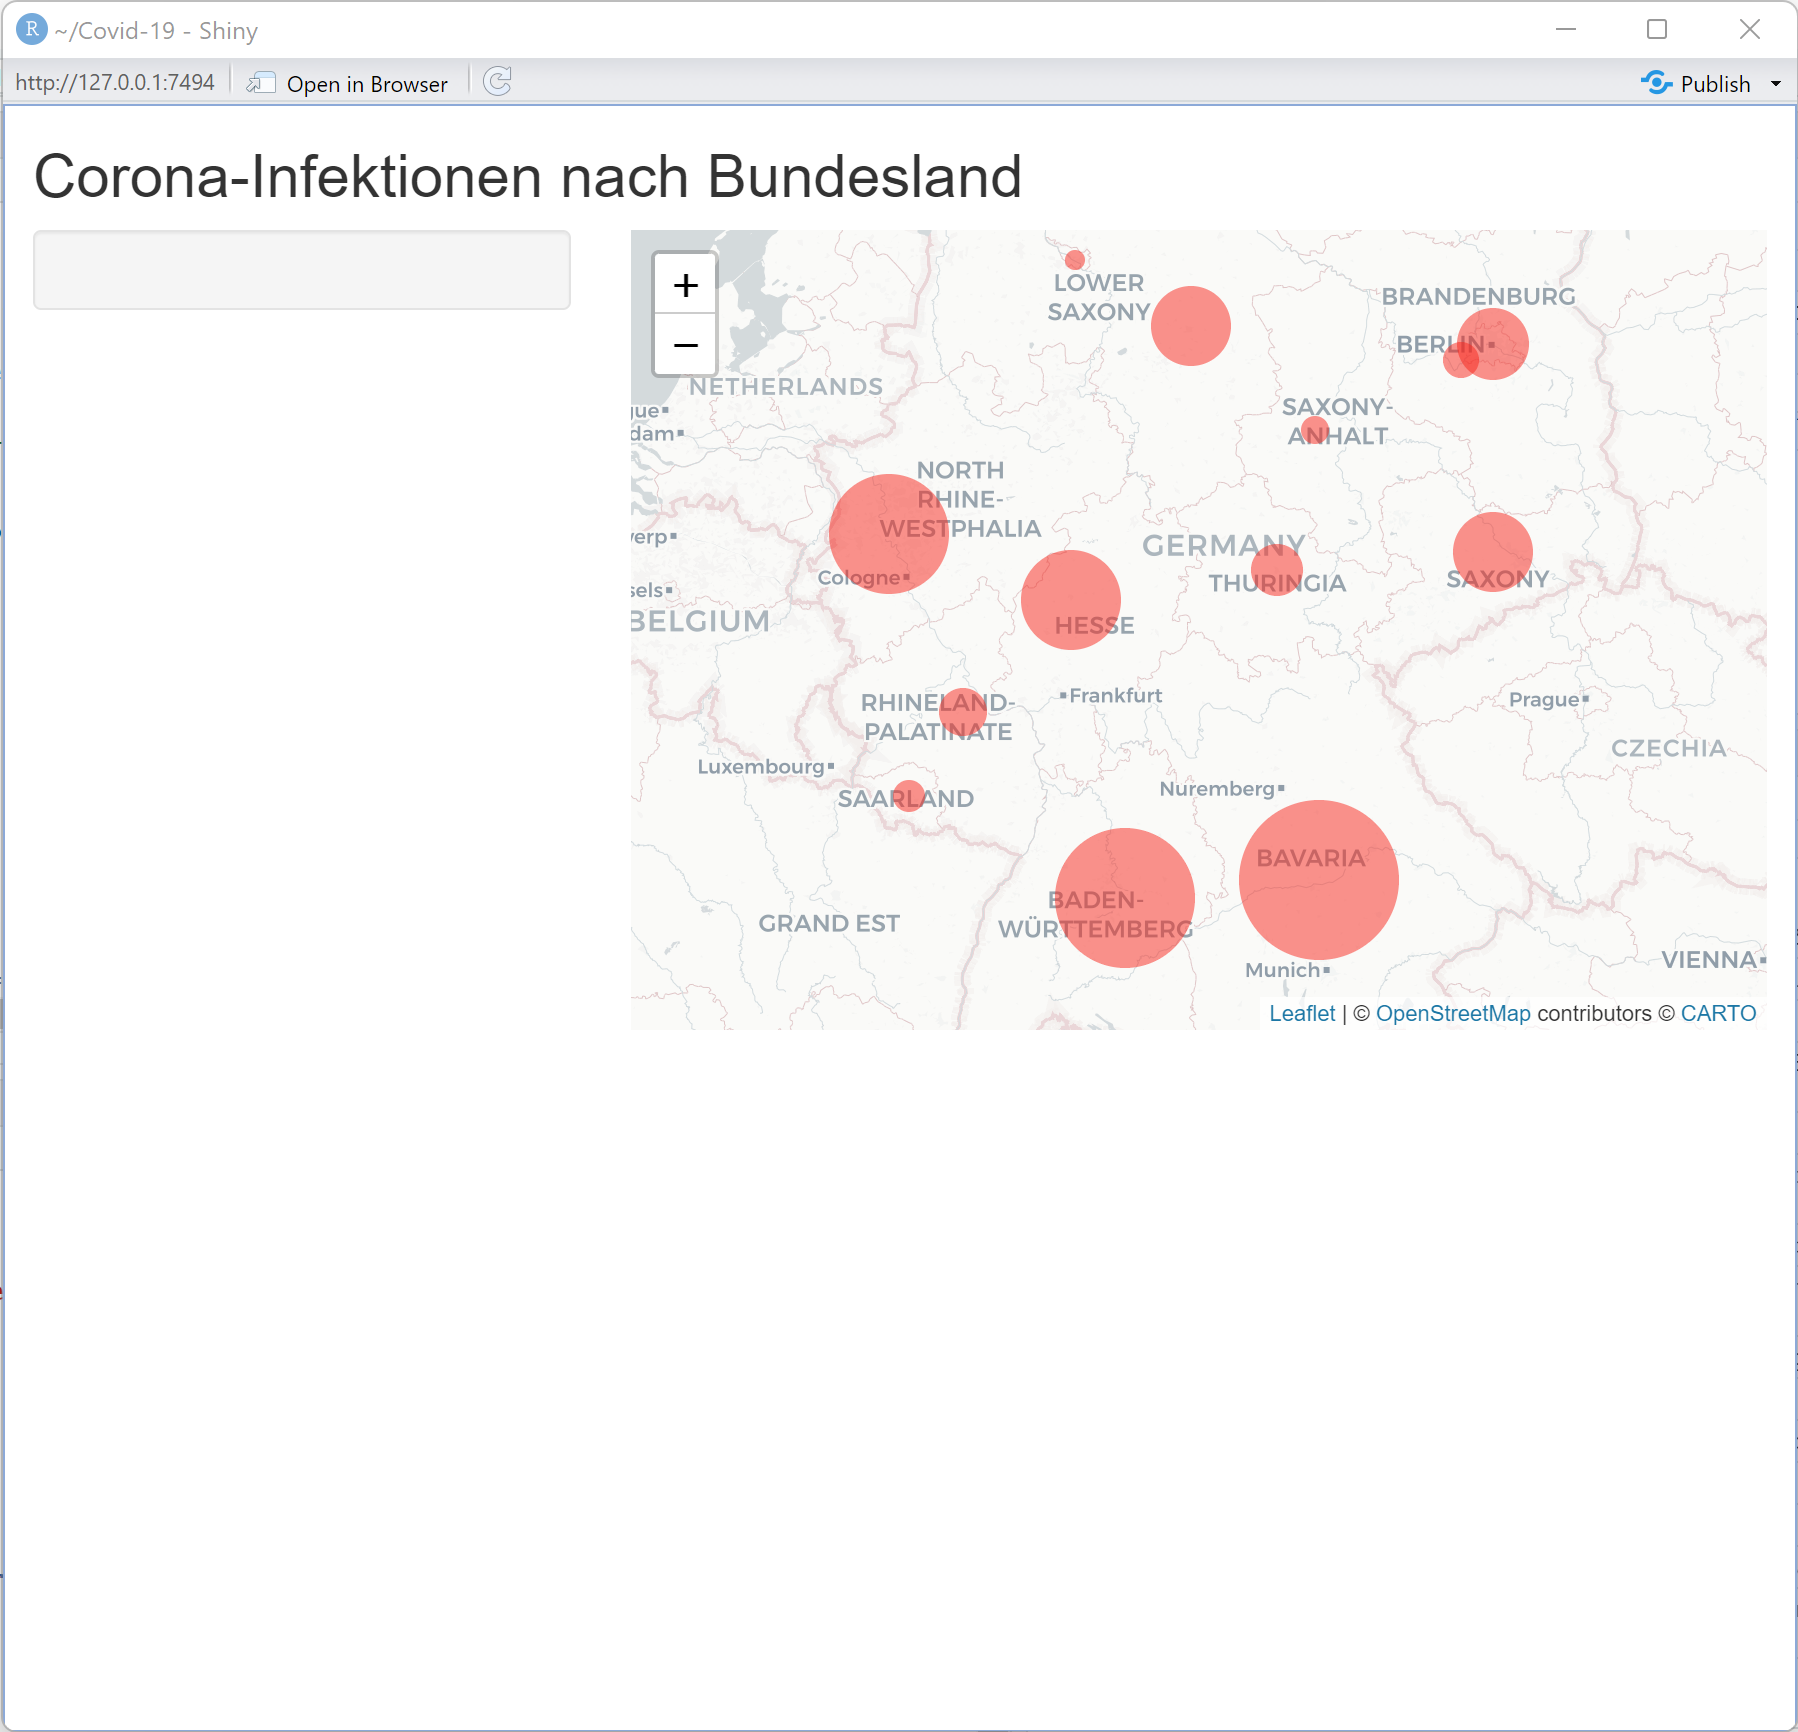 R ~/Covid-19 - Shiny
http://127.0.0.1:7494 Open in Browser Publish
Corona-Infektionen nach Bundesland
+
−
LOWER
SAXONY
BRANDENBURG
BERLIN
NETHERLANDS
gue
dam
SAXONY-
ANHALT
NORTH
RHINE-
WESTPHALIA
verp
GERMANY
THURINGIA
SAXONY
Cologne
sels
BELGIUM
HESSE
RHINELAND-
PALATINATE
Frankfurt
Prague
CZECHIA
Luxembourg
SAARLAND
Nuremberg
BAVARIA
BADEN-
WÜRTTEMBERG
GRAND EST
Munich
VIENNA
Leaflet | © OpenStreetMap contributors © CARTO